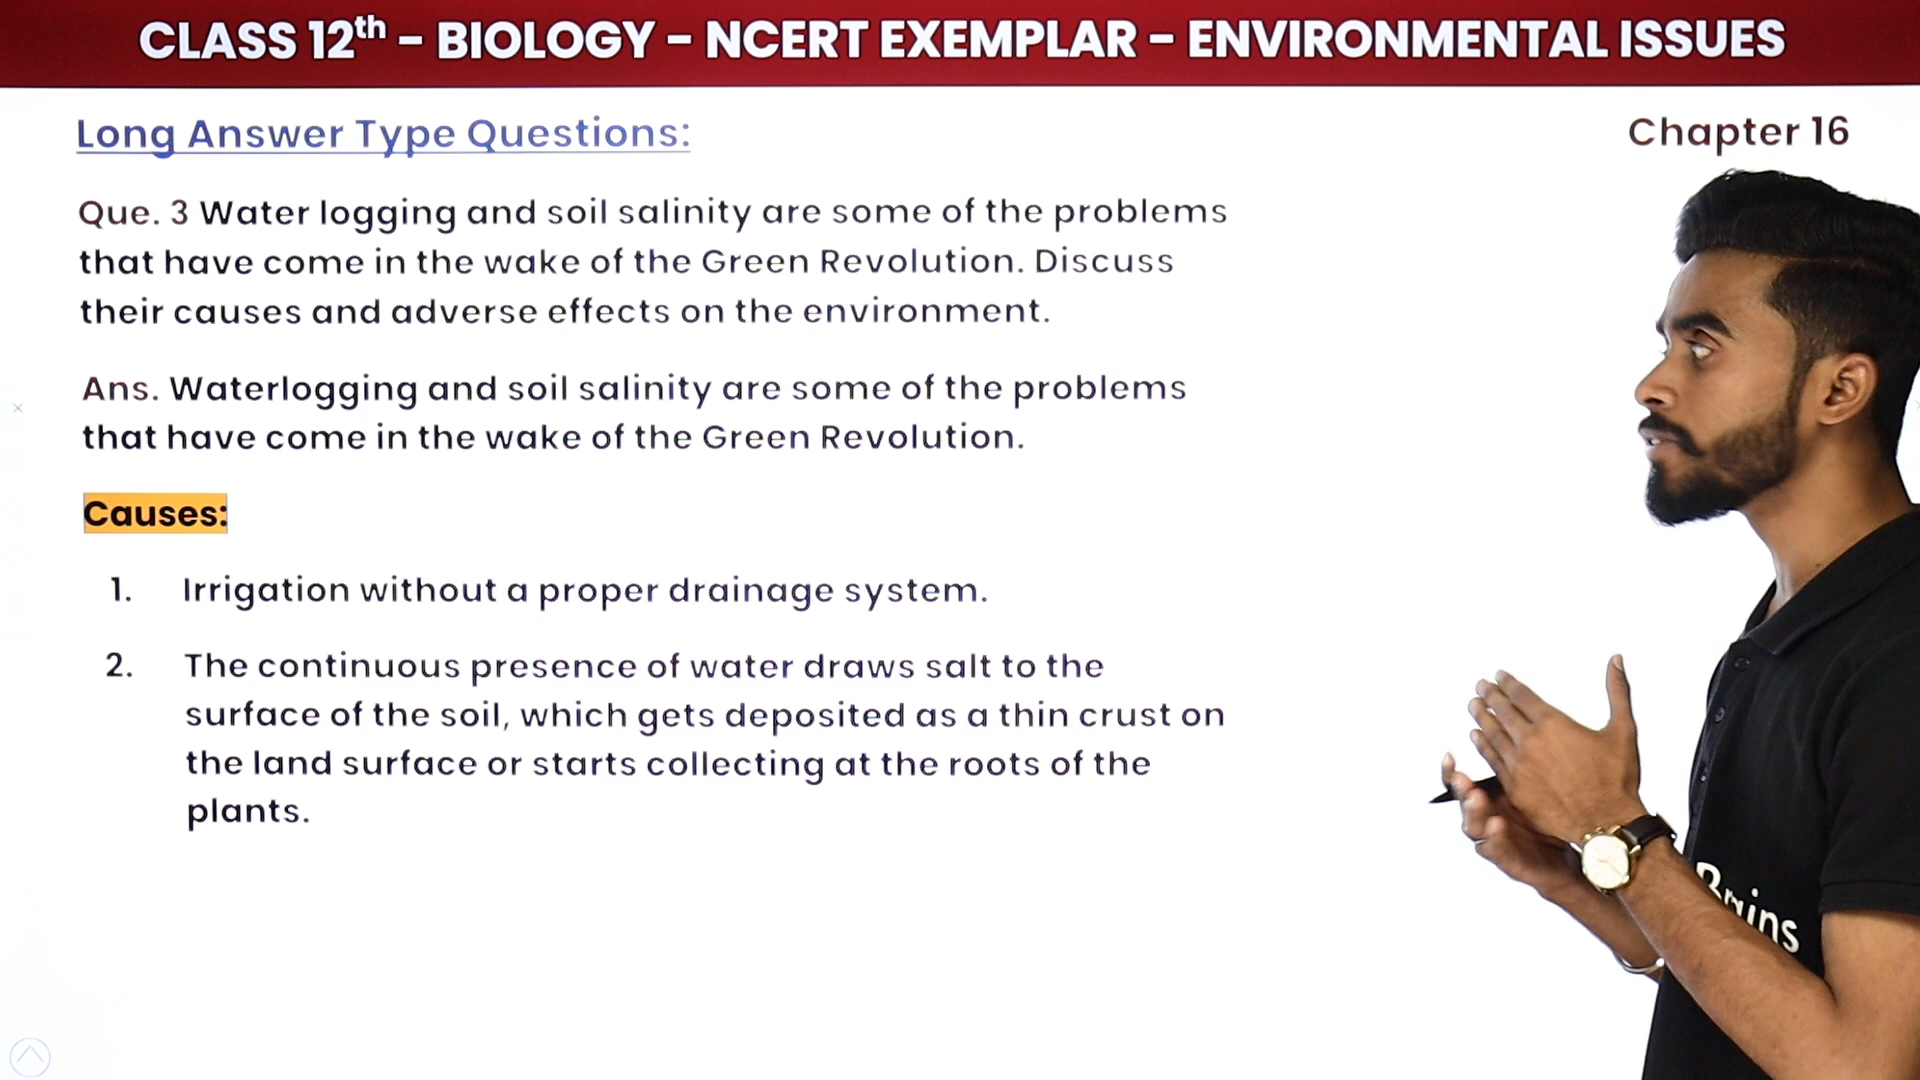 CLASS 12th - BIOLOGY - NCERT EXEMPLAR - ENVIRONMENTAL ISSUES
Long Answer Type Questions:
Chapter 16
Que. 3 Water logging and soil salinity are some of the problems
that have come in the wake of the Green Revolution. Discuss
their causes and adverse effects on the environment.
Ans. Waterlogging and soil salinity are some of the problems
that have come in the wake of the Green Revolution.
Causes:
1. Irrigation without a proper drainage system.
2. The continuous presence of water draws salt to the
surface of the soil, which gets deposited as a thin crust on
the land surface or starts collecting at the roots of the
plants.
Brains